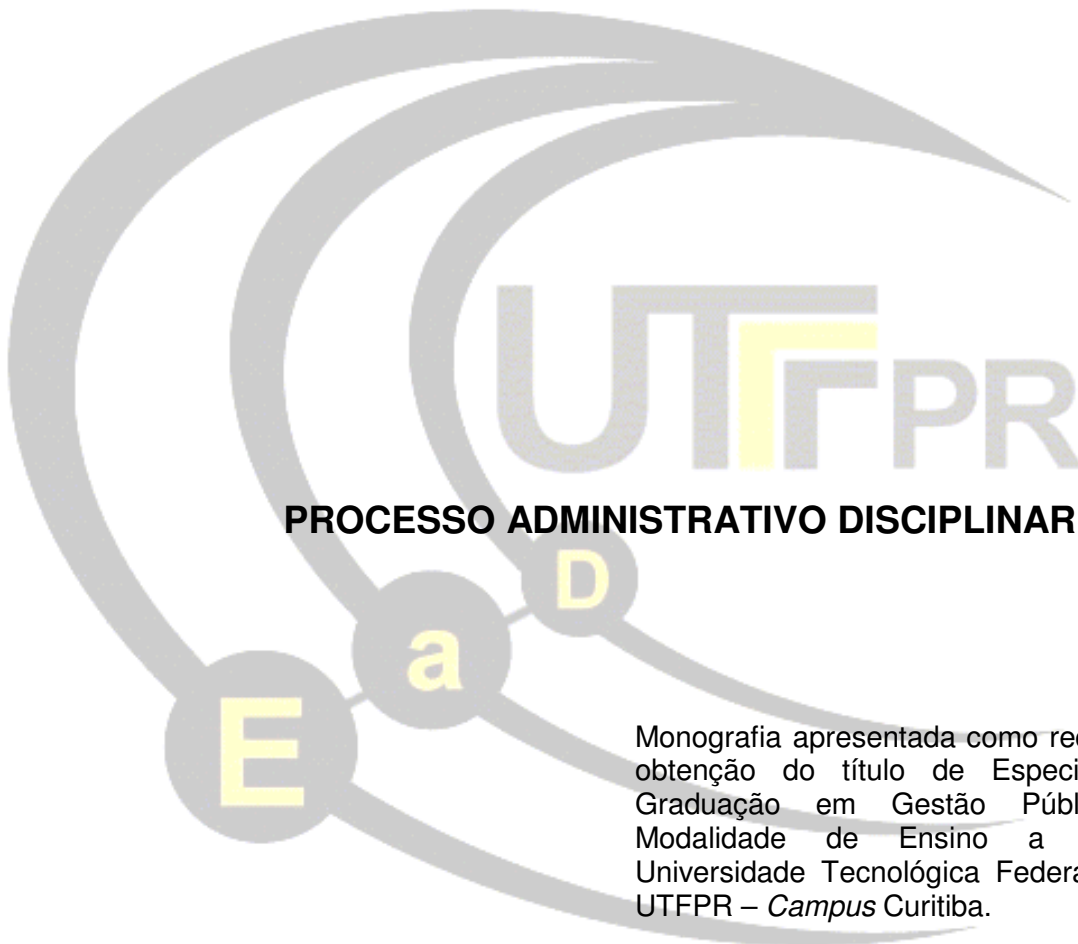 UTFPR
PROCESSO ADMINISTRATIVO DISCIPLINAR
D
a
E
Monografia apresentada como
obtenção do título de
Graduação em Gestão
Modalidade de Ensino a
Universidade Tecnológica
UTFPR – Campus Curitiba.